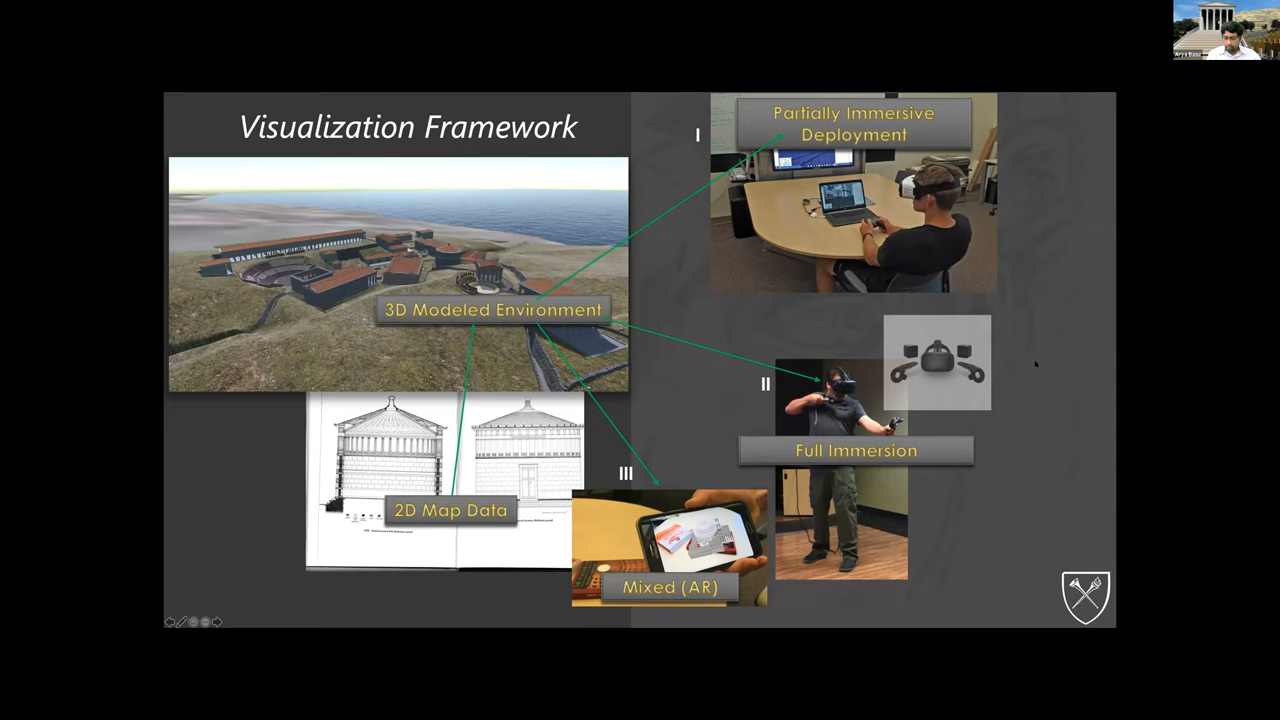 Visualization Framework
I
Partially Immersive
Deployment
3D Modeled Environment
II
Full Immersion
III
2D Map Data
Mixed (AR)